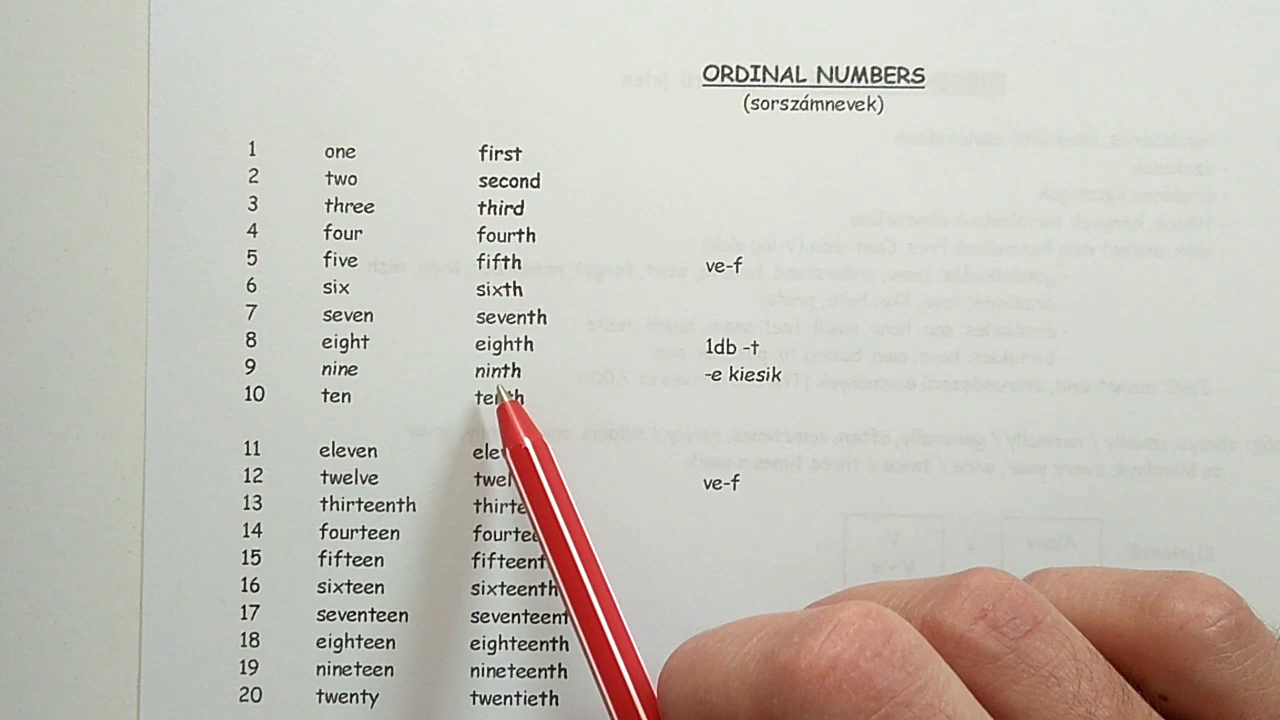 ORDINAL NUMBERS
(sorszámnevek)
1 one first
2 two second
3 three third
4 four fourth
5 five fifth ve-f
6 six sixth
7 seven seventh
8 eight eighth 1db -t
9 nine ninth -e kiesik
10 ten
11 eleven
12 twelve ve-f
13 thirteenth
14 fourteen
15 fifteen
16 sixteen sixteenth
17 seventeen
18 eighteen eighteenth
19 nineteen nineteenth
20 twenty twentieth